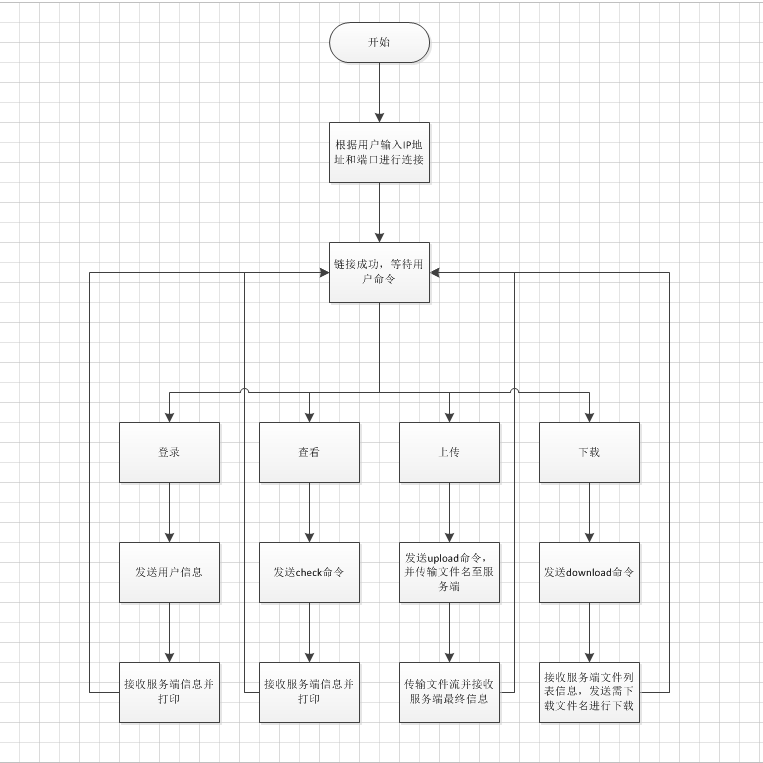 开始
根据用户输入IP地
址和端口进行连接
链接成功，等待用
户命令
登录
查看
上传
下载
发送用户信息
发送check命令
发送upload命令，
并传输文件名至服
务端
发送download命令
接收服务端信息并
打印
接收服务端信息并
打印
传输文件流并接收
服务端最终信息
接收服务端文件列
表信息，发送需下
载文件名进行下载